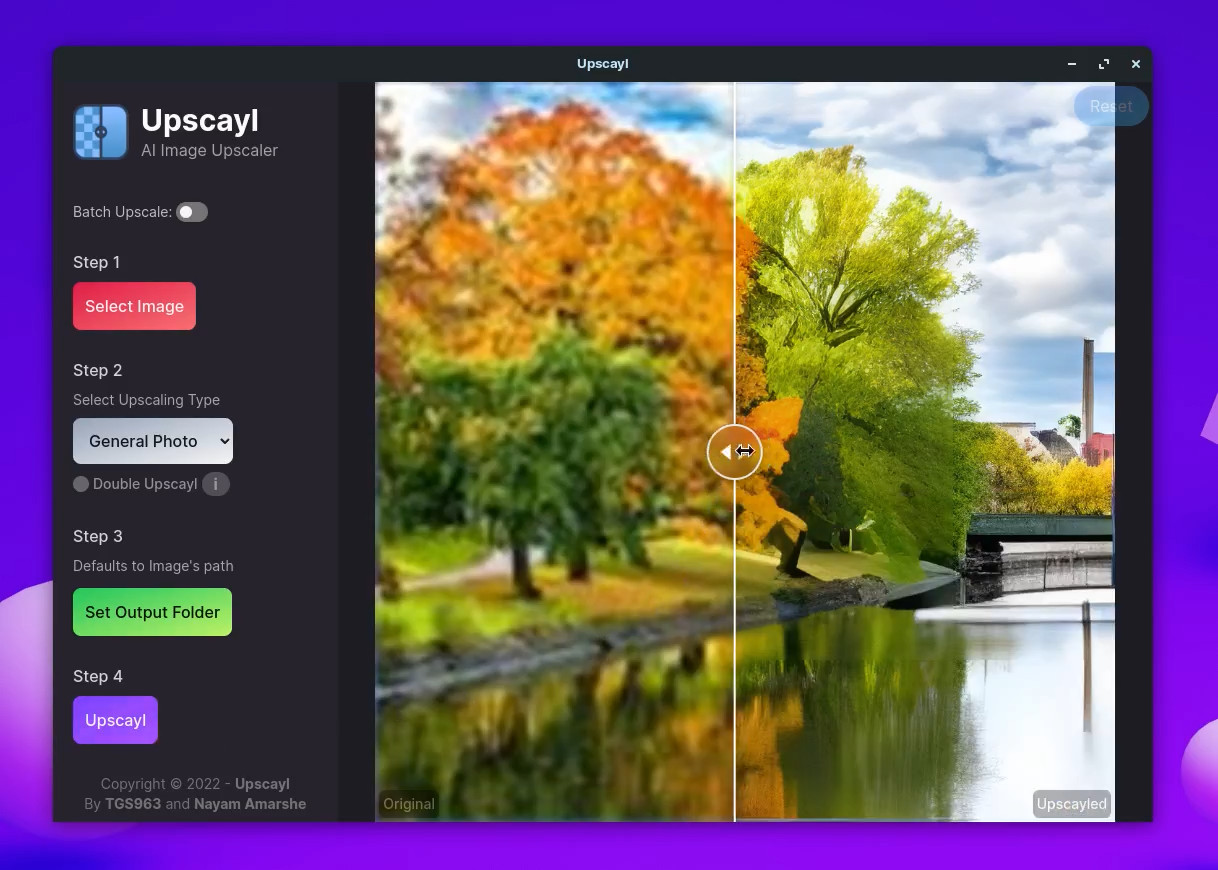 Upscayl
Upscayl
AI Image Upscaler
Batch Upscale:
Step 1
Select Image
Step 2
Select Upscaling Type
General Photo
Double Upscayl i
Step 3
Defaults to Image's path
Set Output Folder
Step 4
Upscayl
Copyright © 2022 - Upscayl
By TGS963 and Nayam Amarshe
Reset
Original
Upscayled